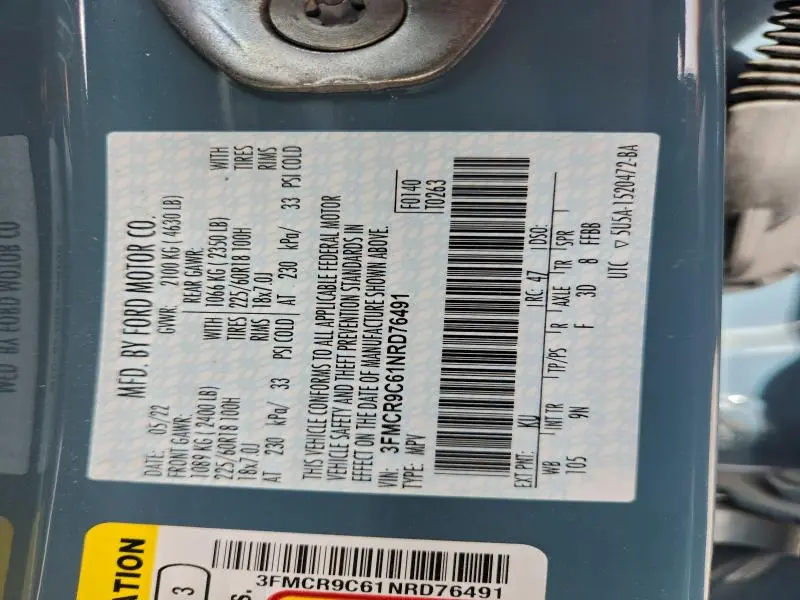 MFD. BY FORD MOTOR CO.
DATE: 05/22 GVWR: 2100 KG ( 4630 LB)
FRONT GAWR: REAR GAWR:
1089 KG ( 2400 LB) WITH 1066 KG ( 2350 LB) WITH
225/60R18 100H TIRES 225/60R18 100H TIRES
18x7.0J RIMS 18x7.0J RIMS
AT 230 kPa/ 33 PSI COLD AT 230 kPa/ 33 PSI COLD
THIS VEHICLE CONFORMS TO ALL APPLICABLE FEDERAL MOTOR
VEHICLE SAFETY AND THEFT PREVENTION STANDARDS IN
EFFECT ON THE DATE OF MANUFACTURE SHOWN ABOVE.
VIN: 3FMCR9C61NRD76491 F0140
TYPE: MPV T0263
EXT PNT: KU RC: 47 DSO:
WB INT TR TP/PS R AXLE TR SPR
105 9N F 3D 8 FFBB
UTC ▽ 5U5A-1520472-BA
ATION
3
S.
3FMCR9C61NRD76491